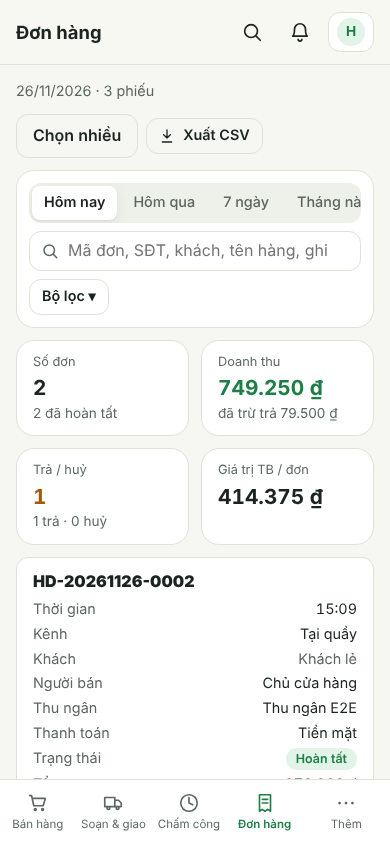 Đơn hàng
H
26/11/2026 · 3 phiếu
Chọn nhiều
Xuất CSV
Hôm nay Hôm qua 7 ngày Tháng nà
Mã đơn, SĐT, khách, tên hàng, ghi
Bộ lọc ▾
Số đơn
2
2 đã hoàn tất
Doanh thu
749.250 ₫
đã trừ trả 79.500 ₫
Trả / huỷ
1
1 trả · 0 huỷ
Giá trị TB / đơn
414.375 ₫
HD-20261126-0002
Thời gian 15:09
Kênh Tại quầy
Khách Khách lẻ
Người bán Chủ cửa hàng
Thu ngân Thu ngân E2E
Thanh toán Tiền mặt
Trạng thái Hoàn tất
Bán hàng Soạn & giao Chấm công Đơn hàng Thêm